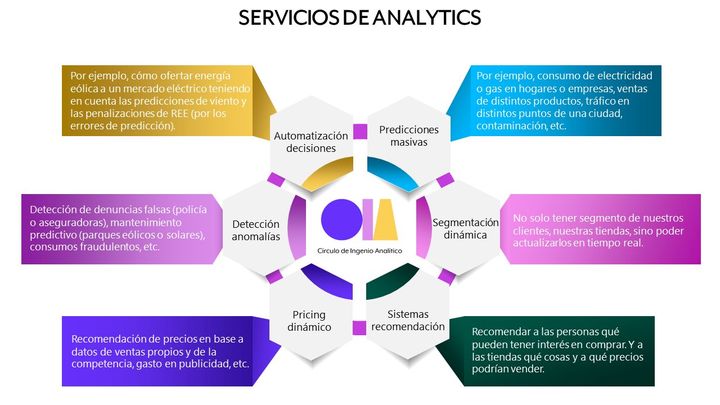 SERVICIOS DE ANALYTICS
Por ejemplo, cómo ofertar energía
eólica a un mercado eléctrico teniendo
en cuenta las predicciones de viento y
las penalizaciones de REE (por los
errores de predicción).
Automatización
decisiones
Predicciones
masivas
Por ejemplo, consumo de electricidad
o gas en hogares o empresas, ventas
de distintos productos, tráfico en
distintos puntos de una ciudad,
contaminación, etc.
Detección de denuncias falsas (policía
o aseguradoras), mantenimiento
predictivo (parques eólicos o solares),
consumos fraudulentos, etc.
Detección
anomalías
Círculo de Ingenio Analítico
Segmentación
dinámica
No solo tener segmento de nuestros
clientes, nuestras tiendas, sino poder
actualizarlos en tiempo real.
Recomendación de precios en base a
datos de ventas propios y de la
competencia, gasto en publicidad, etc.
Pricing
dinámico
Sistemas
recomendación
Recomendar a las personas qué
pueden tener interés en comprar. Y a
las tiendas qué cosas y a qué precios
podrían vender.